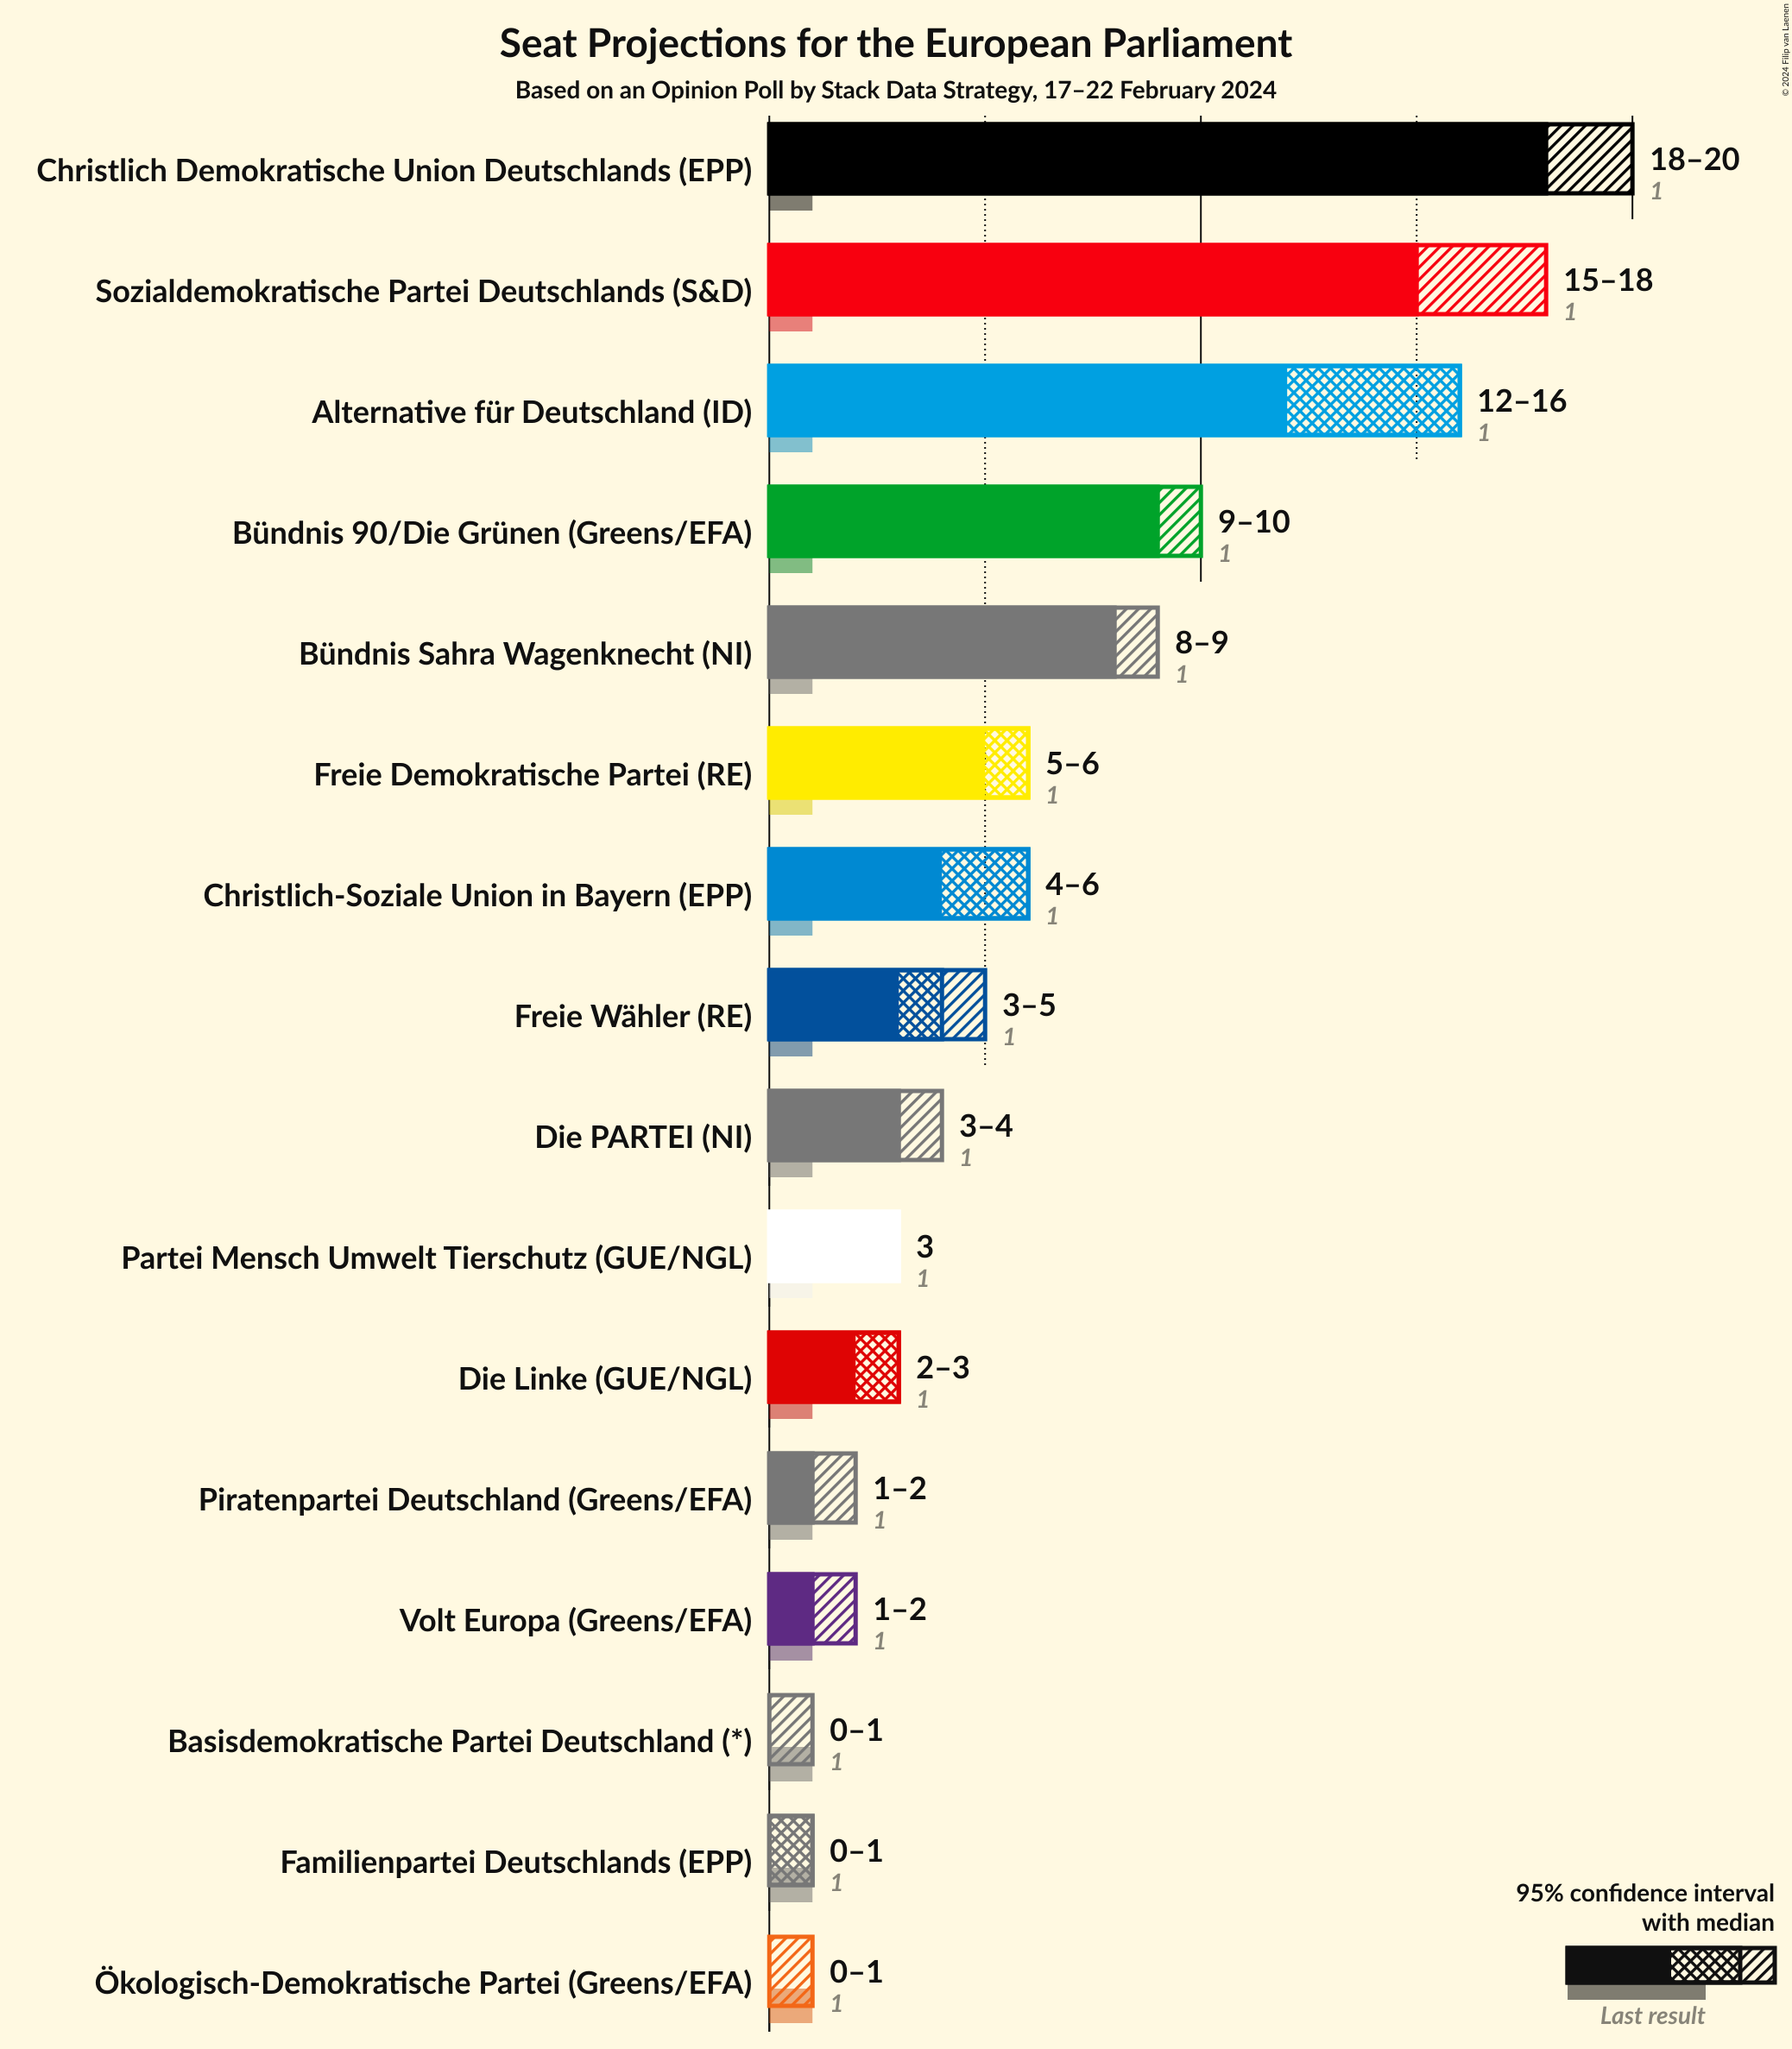 Seat Projections for the European Parliament
Based on an Opinion Poll by Stack Data Strategy, 17–22 February 2024
© 2024 Filip van Laenen
Christlich Demokratische Union Deutschlands (EPP)
18–20
1
Sozialdemokratische Partei Deutschlands (S&D)
15–18
1
Alternative für Deutschland (ID)
12–16
1
Bündnis 90/Die Grünen (Greens/EFA)
9–10
1
Bündnis Sahra Wagenknecht (NI)
8–9
1
Freie Demokratische Partei (RE)
5–6
1
Christlich-Soziale Union in Bayern (EPP)
4–6
1
Freie Wähler (RE)
3–5
1
Die PARTEI (NI)
3–4
1
Partei Mensch Umwelt Tierschutz (GUE/NGL)
3
1
Die Linke (GUE/NGL)
2–3
1
Piratenpartei Deutschland (Greens/EFA)
1–2
1
Volt Europa (Greens/EFA)
1–2
1
Basisdemokratische Partei Deutschland (*)
0–1
1
Familienpartei Deutschlands (EPP)
0–1
1
Ökologisch-Demokratische Partei (Greens/EFA)
0–1
1
95% confidence interval
with median
Last result